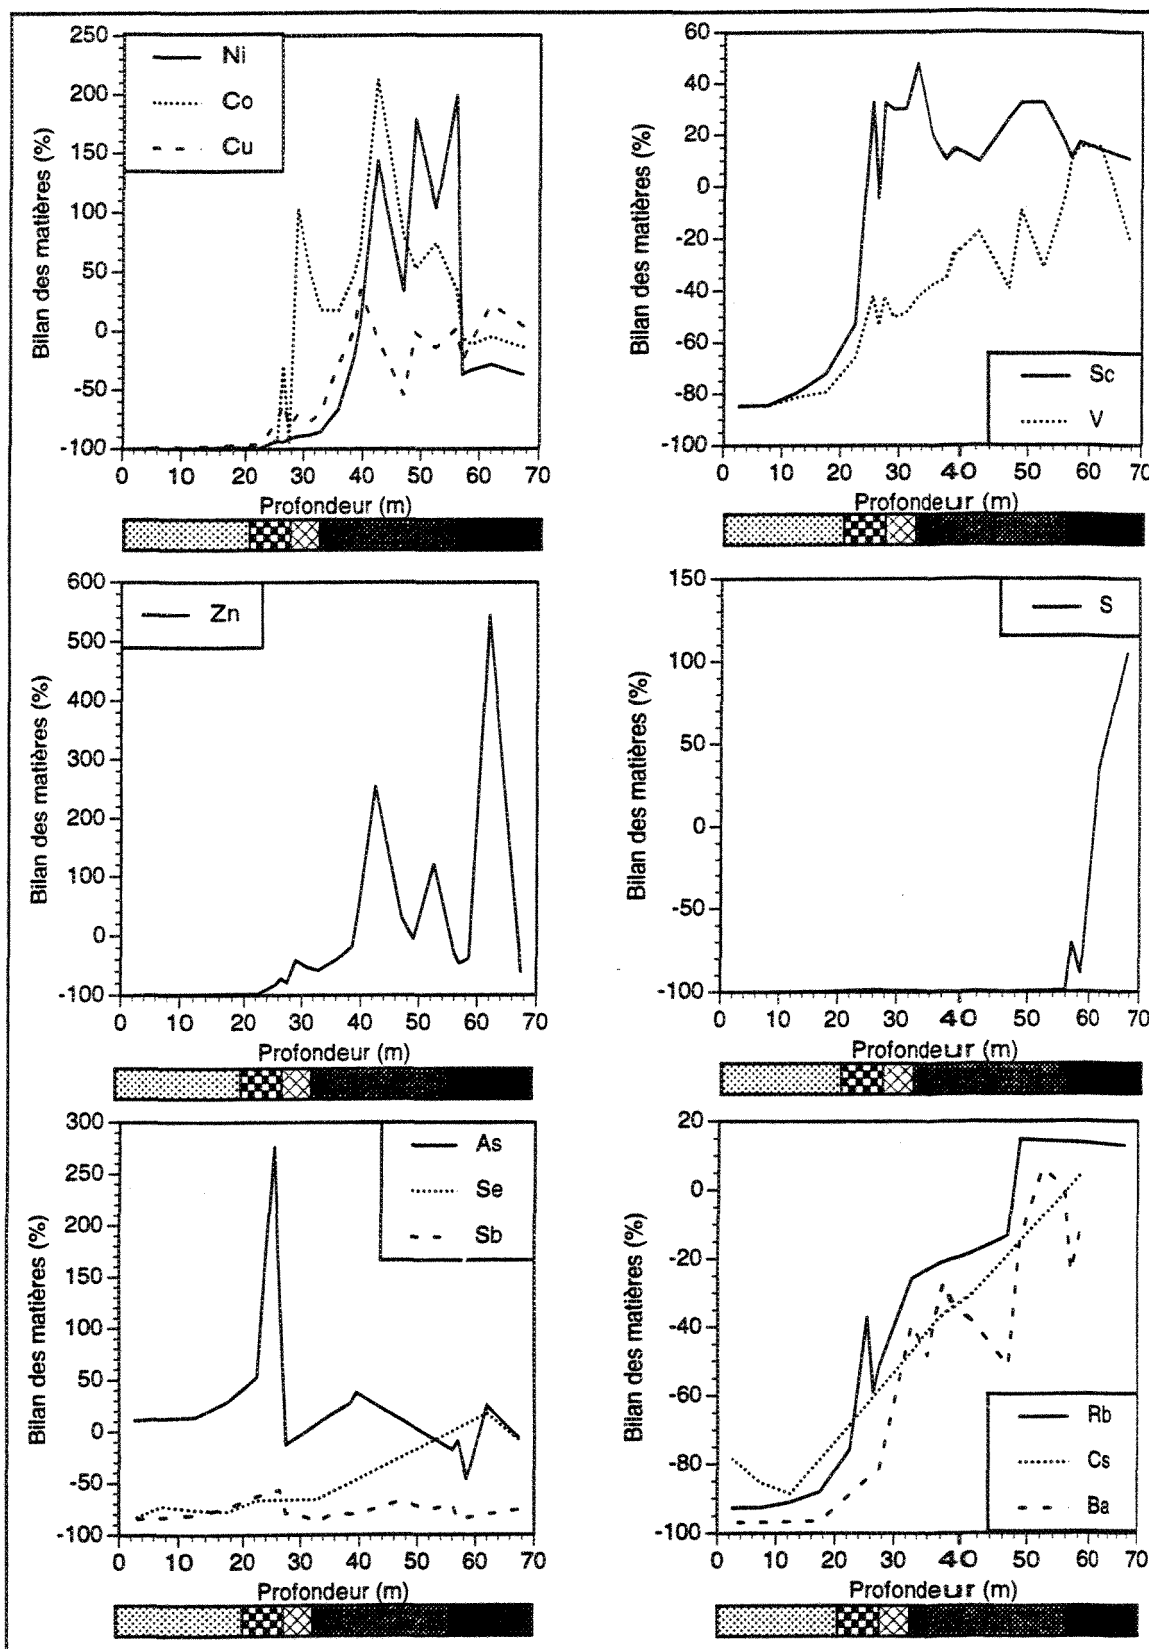 250
200
150
100
50
0
-50
-100
Bilan des matières (%)
Ni
Co
Cu
0 10 20 30 40 50 60 70
Profondeur (m)
60
40
20
0
-20
-40
-60
-80
-100
Bilan des matières (%)
Sc
V
0 10 20 30 40 50 60 70
Profondeur (m)
600
500
400
300
200
100
0
-100
Bilan des matières (%)
Zn
0 10 20 30 40 50 60 70
Profondeur (m)
150
100
50
0
-50
-100
Bilan des matières (%)
S
0 10 20 30 40 50 60 70
Profondeur (m)
300
250
200
150
100
50
0
-50
-100
Bilan des matières (%)
As
Se
Sb
0 10 20 30 40 50 60 70
Profondeur (m)
20
0
-20
-40
-60
-80
-100
Bilan des matières (%)
Rb
Cs
Ba
0 10 20 30 40 50 60 70
Profondeur (m)